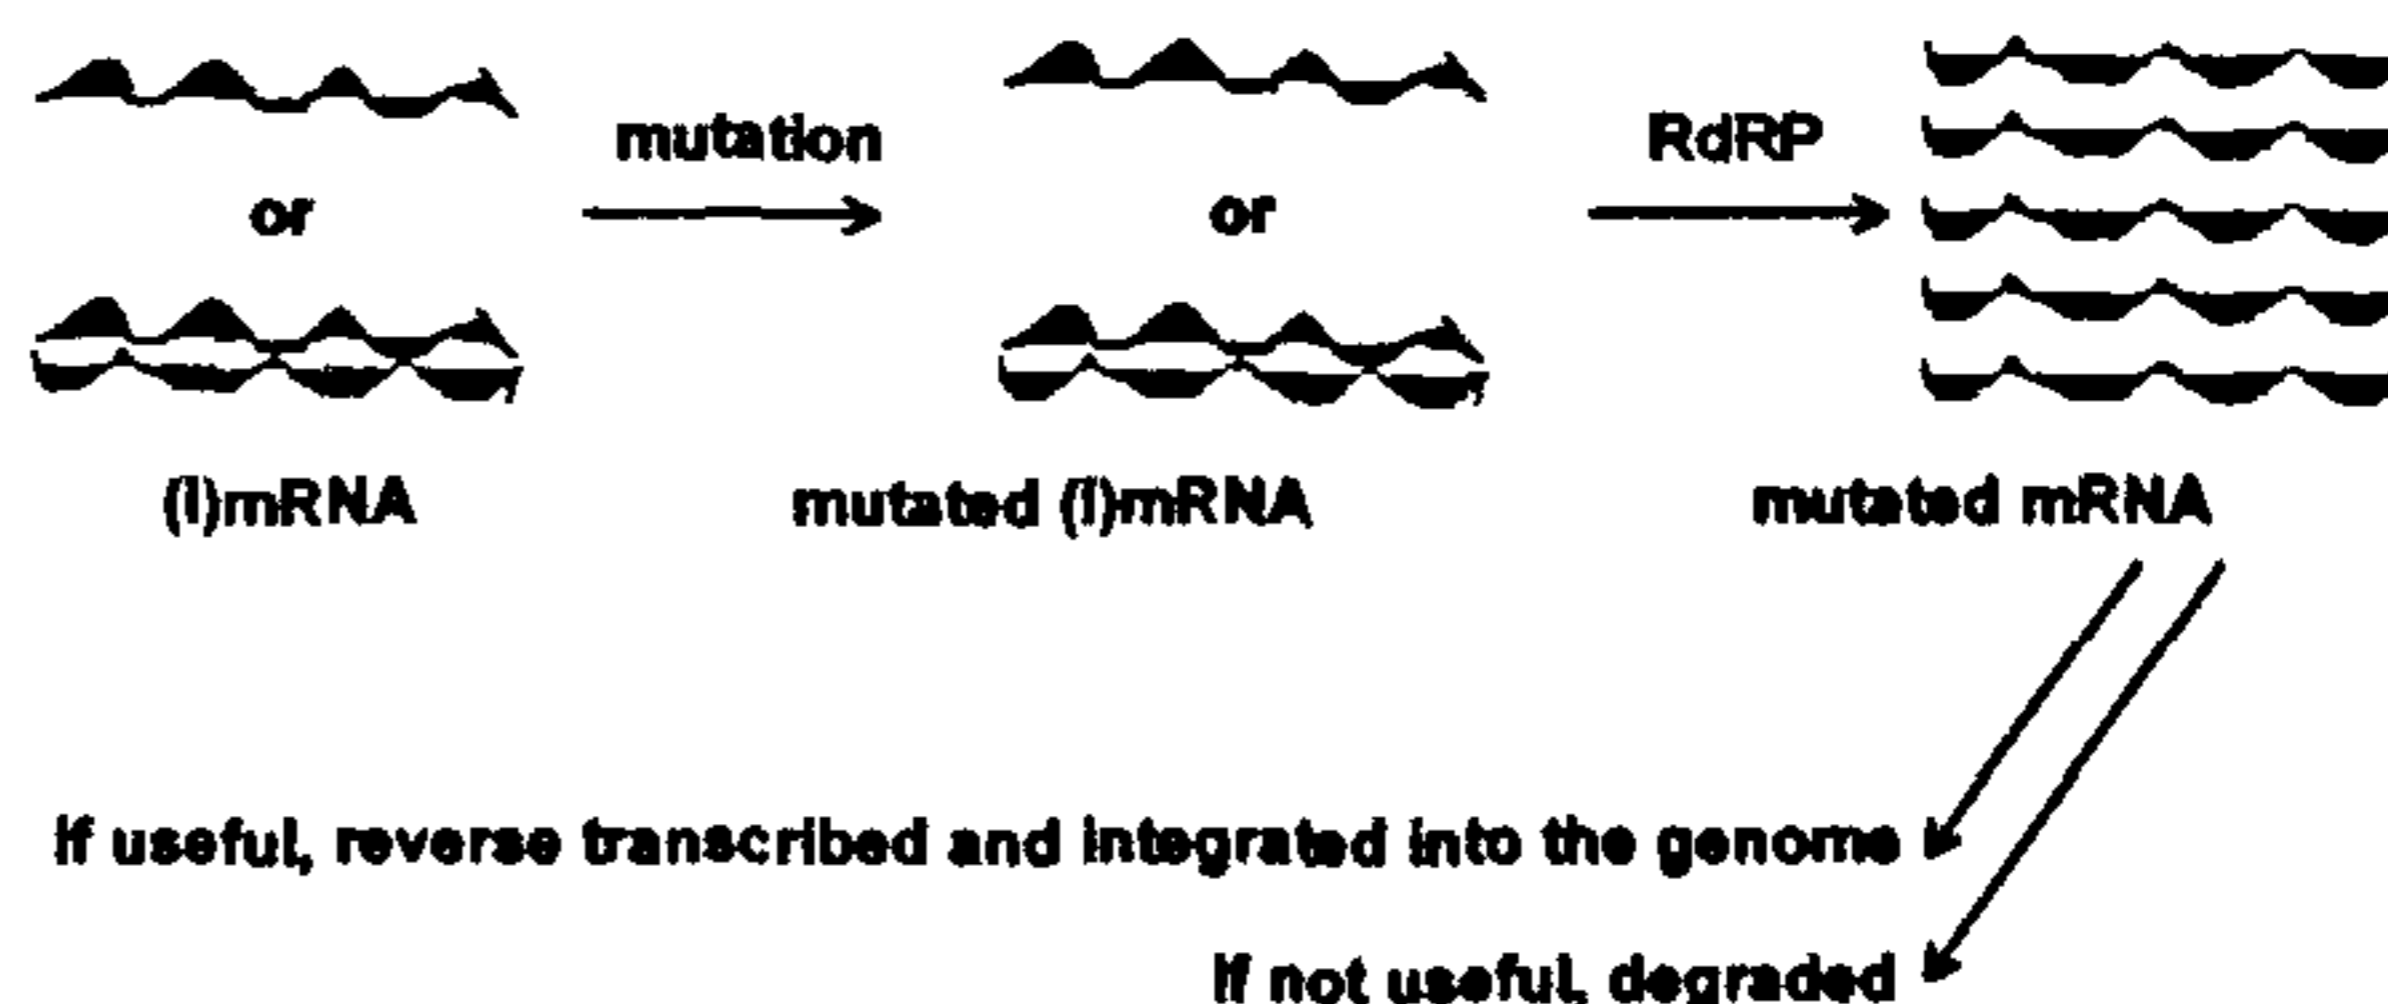 mutation
RdRP
or
or
(I)mRNA
mutated (I)mRNA
mutated mRNA
If useful, reverse transcribed and integrated into the genome
If not useful, degraded